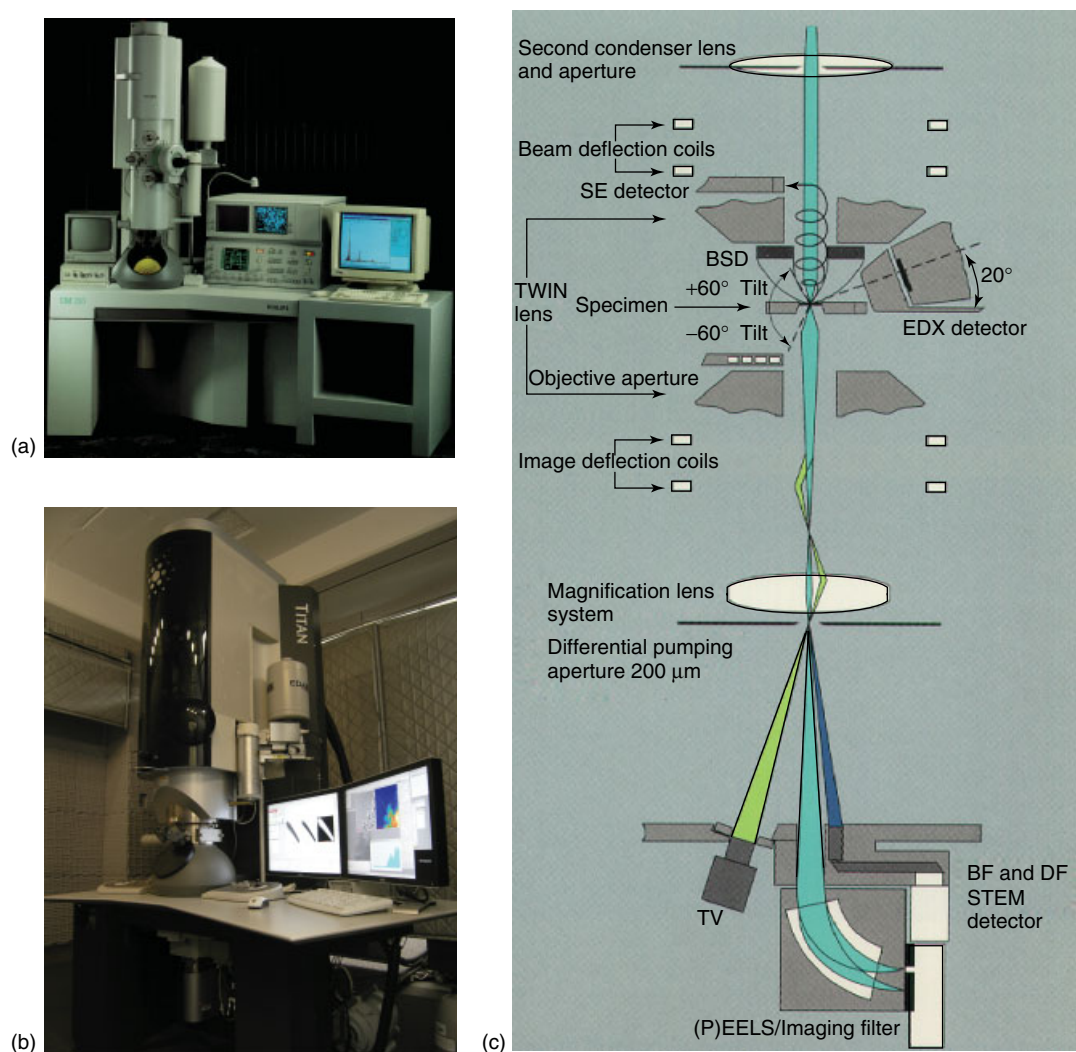 (a)
PHILIPS
(b)
TITAN
(c)
Second condenser lens
and aperture
Beam deflection coils
SE detector
BSD
+60° Tilt
TWIN
lens
Specimen
−60° Tilt
20°
EDX detector
Objective aperture
Image deflection coils
Magnification lens
system
Differential pumping
aperture 200 μm
TV
BF and DF
STEM
detector
(P)EELS/Imaging filter